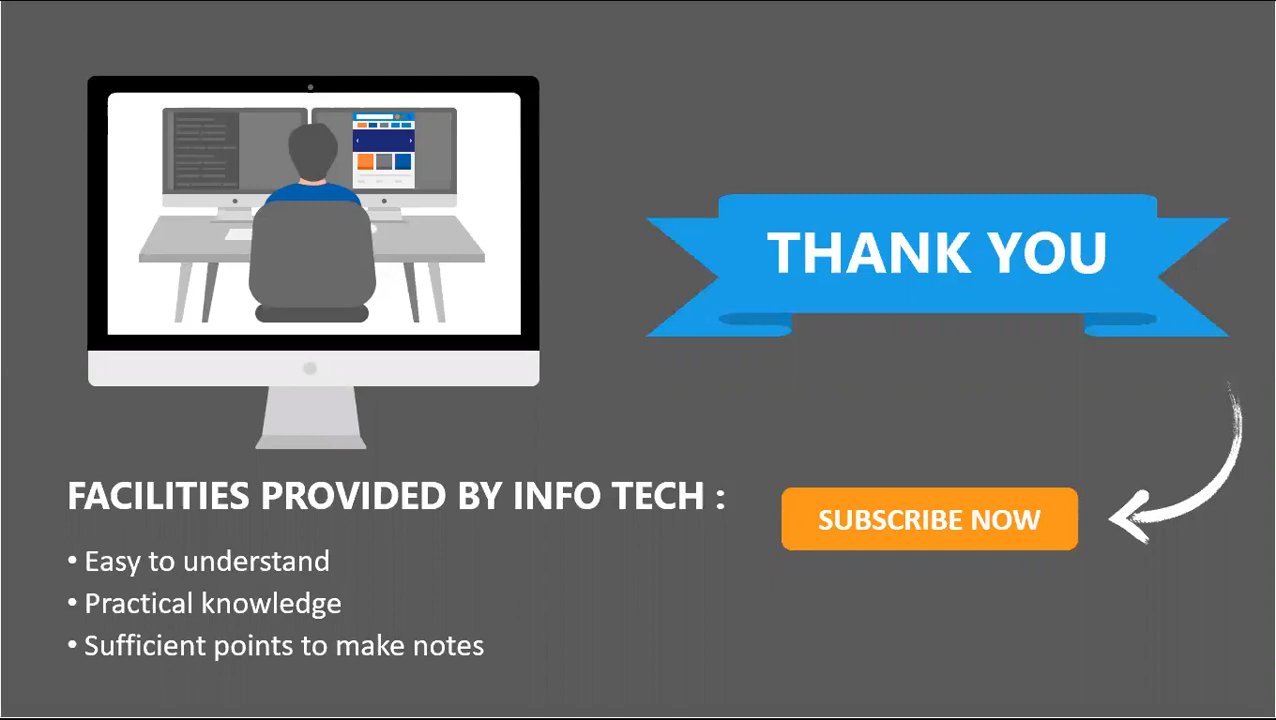 THANK YOU
FACILITIES PROVIDED BY INFO TECH :
• Easy to understand
• Practical knowledge
• Sufficient points to make notes
SUBSCRIBE NOW